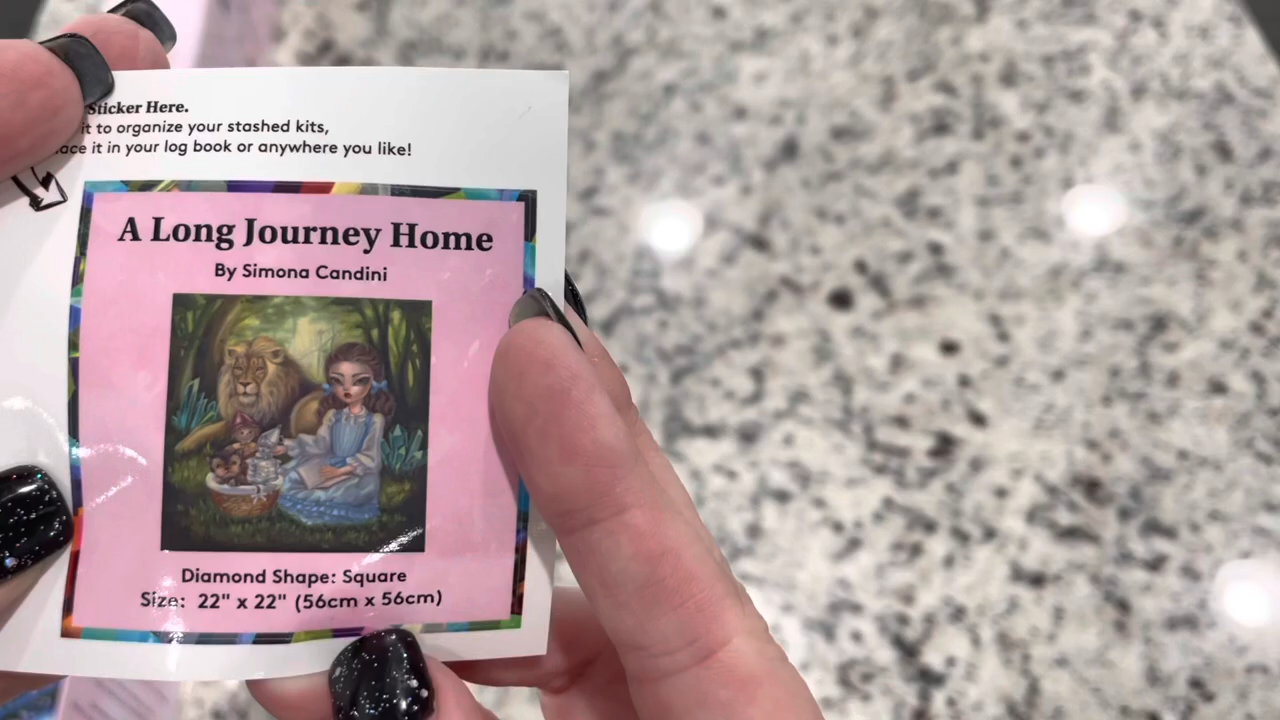 Sticker Here.
it to organize your stashed kits,
it in your log book or anywhere you like!
A Long Journey Home
By Simona Candini
Diamond Shape: Square
Size: 22" x 22" (56cm x 56cm)